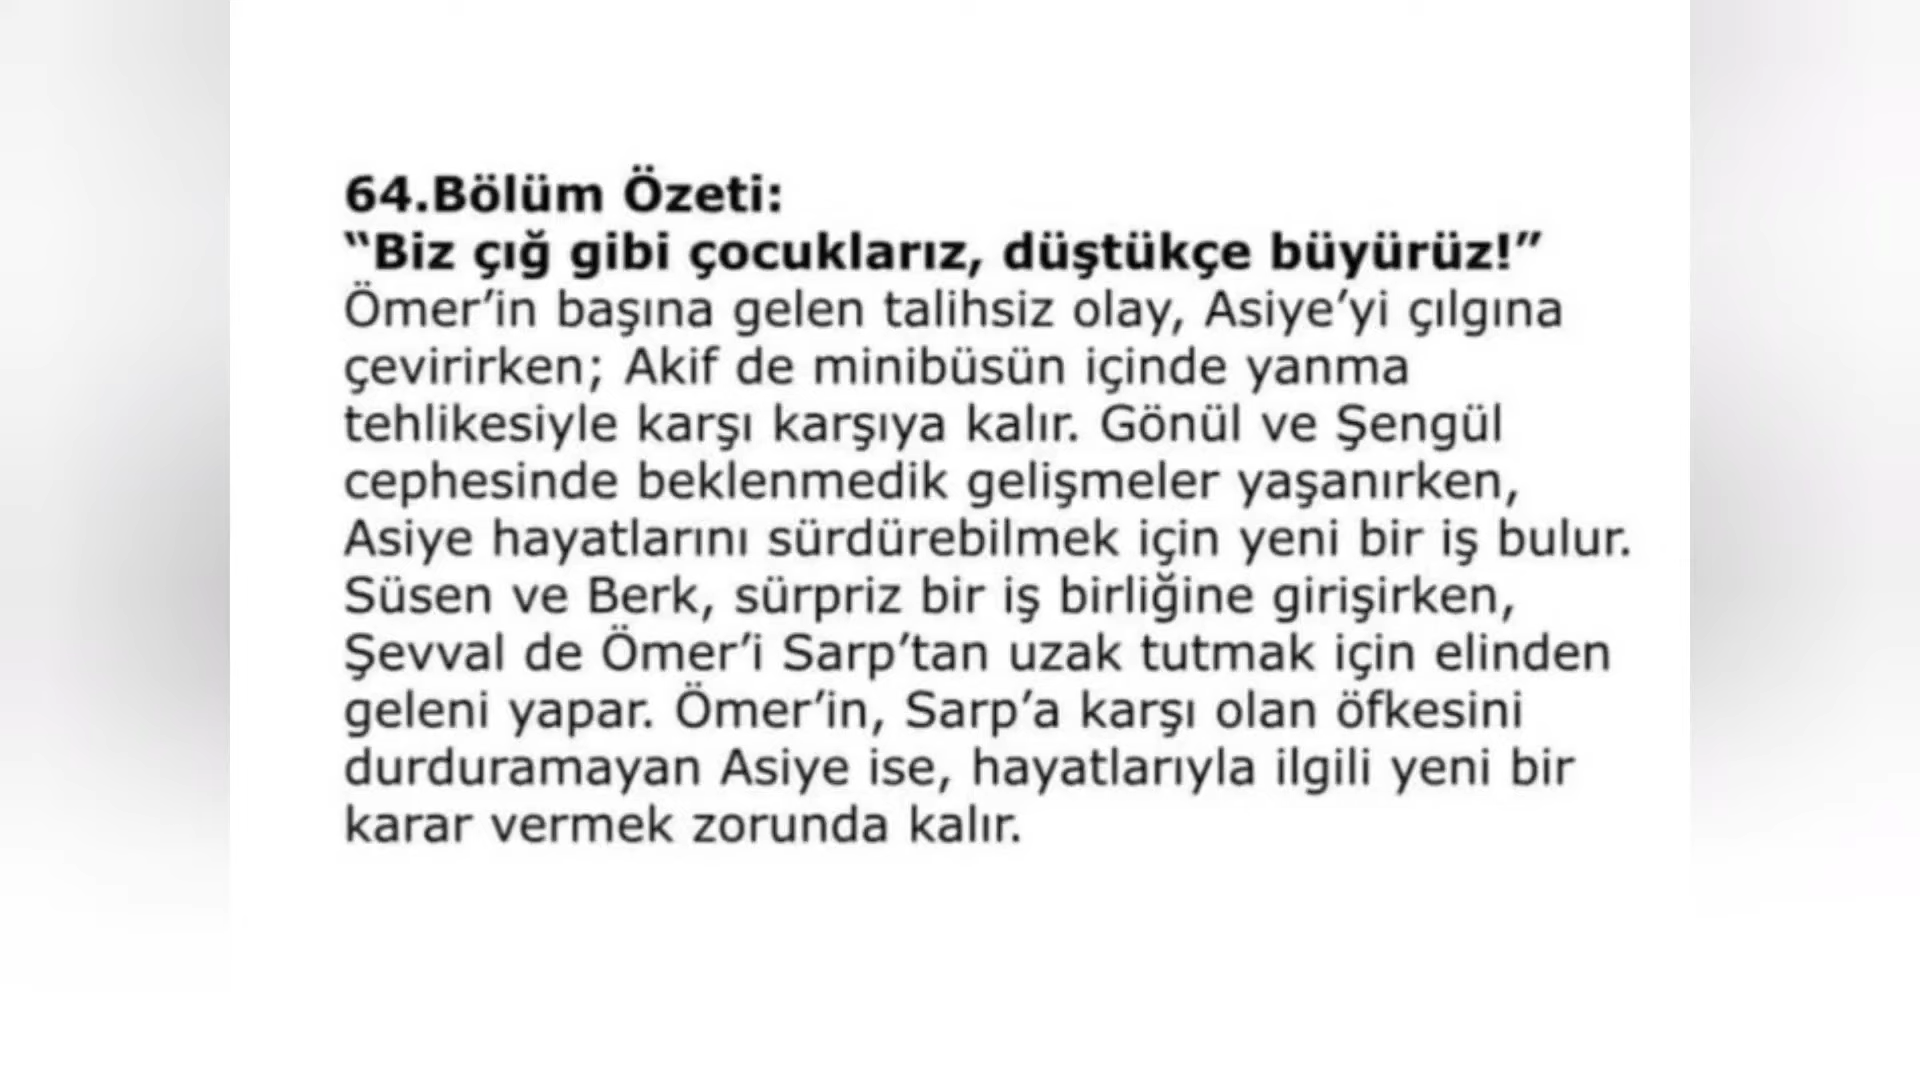 64.Bölüm Özeti:
“Biz çığ gibi çocuklarız, düştükçe büyürüz!”
Ömer’in başına gelen talihsiz olay, Asiye’yi çılgına
çevirirken; Akif de minibüsün içinde yanma
tehlikesiyle karşı karşıya kalır. Gönül ve Şengül
cephesinde beklenmedik gelişmeler yaşanırken,
Asiye hayatlarını sürdürebilmek için yeni bir iş bulur.
Süsen ve Berk, sürpriz bir iş birliğine girişirken,
Şevval de Ömer’i Sarp’tan uzak tutmak için elinden
geleni yapar. Ömer’in, Sarp’a karşı olan öfkesini
durduramayan Asiye ise, hayatlarıyla ilgili yeni bir
karar vermek zorunda kalır.